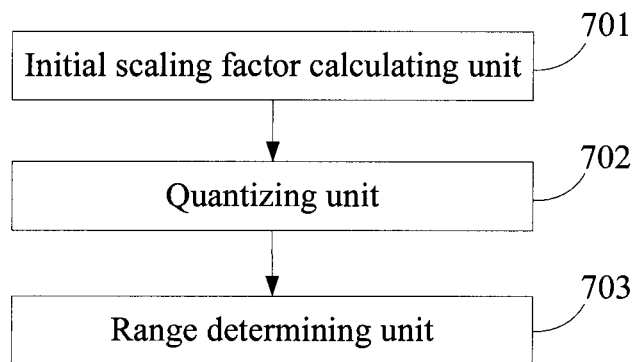 701
Initial scaling factor calculating unit
702
Quantizing unit
703
Range determining unit